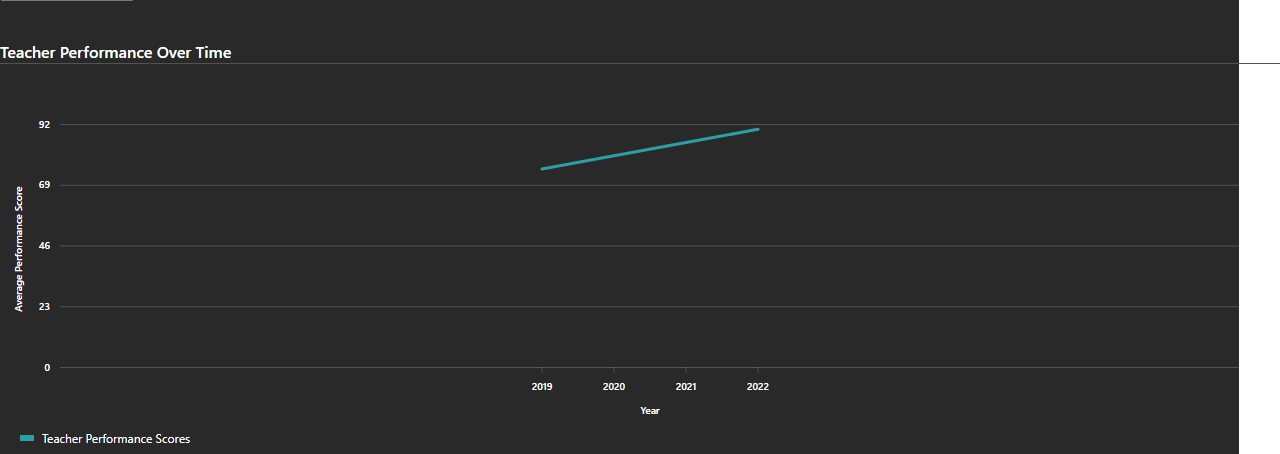 Teacher Performance Over Time
92
69
46
23
0
Average Performance Score
2019 2020 2021 2022
Year
Teacher Performance Scores